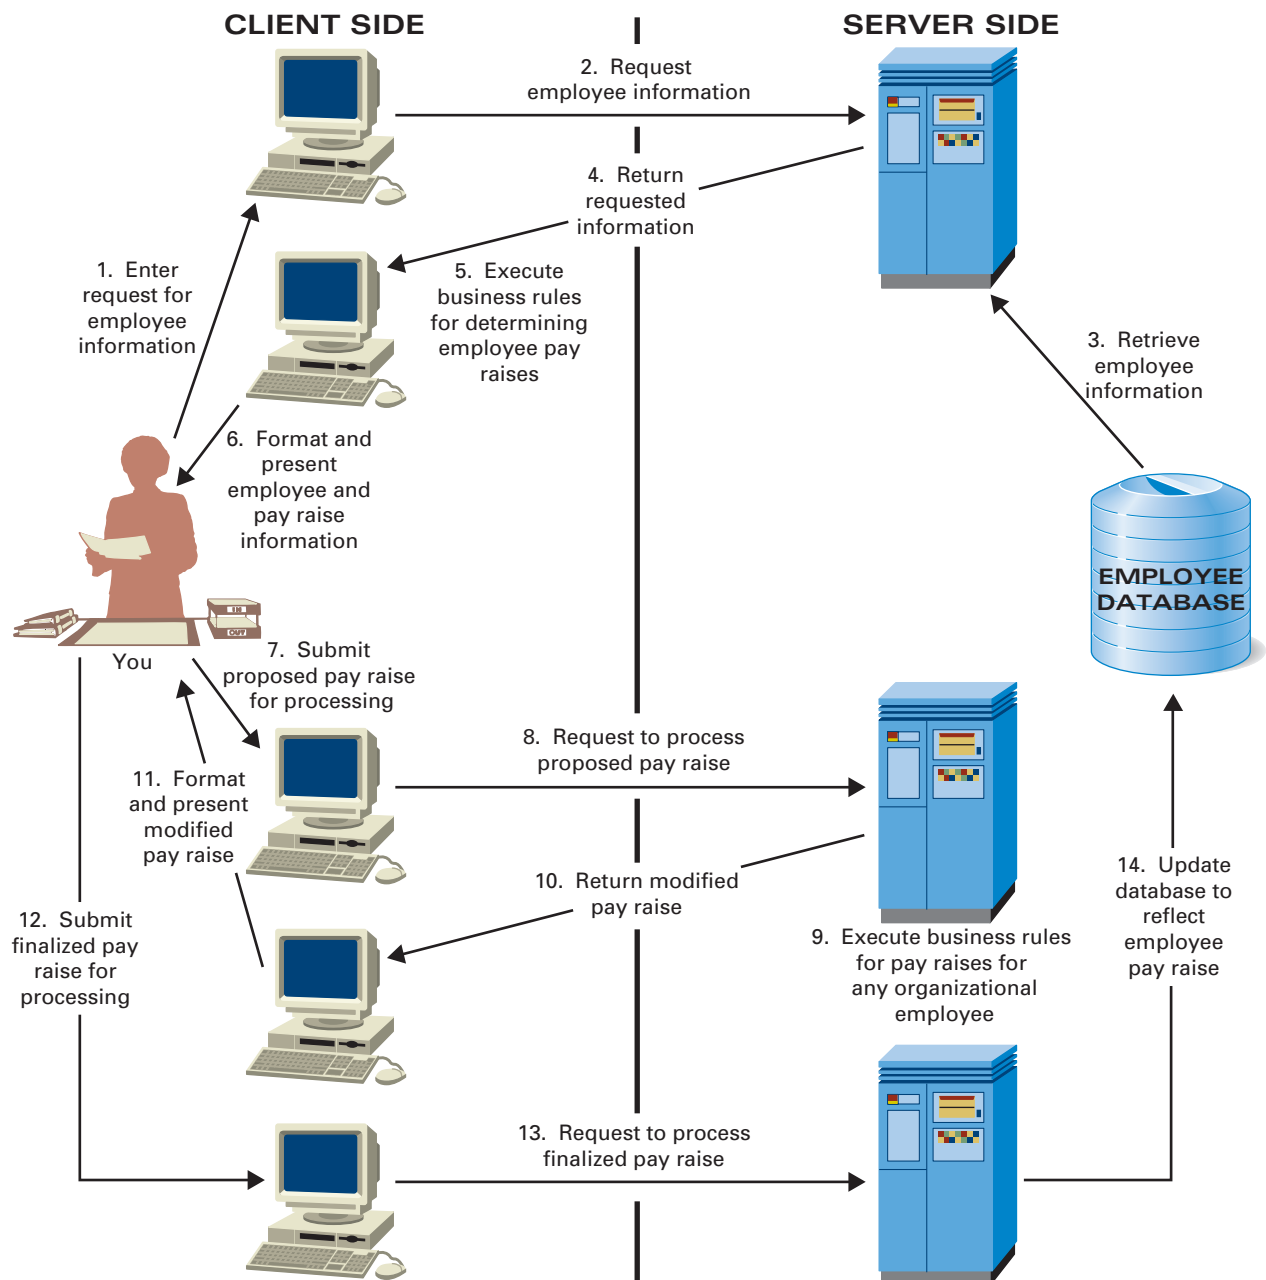 CLIENT SIDE
SERVER SIDE
2. Request
employee information
4. Return
requested
information
1. Enter
request for
employee
information
5. Execute
business rules
for determining
employee pay
raises
3. Retrieve
employee
information
6. Format and
present
employee and
pay raise
information
EMPLOYEE
DATABASE
IN
OUT
You
7. Submit
proposed pay raise
for processing
8. Request to process
proposed pay raise
11. Format
and present
modified
pay raise
10. Return modified
pay raise
14. Update
database to
reflect
employee
pay raise
12. Submit
finalized pay
raise for
processing
9. Execute business rules
for pay raises for
any organizational
employee
13. Request to process
finalized pay raise